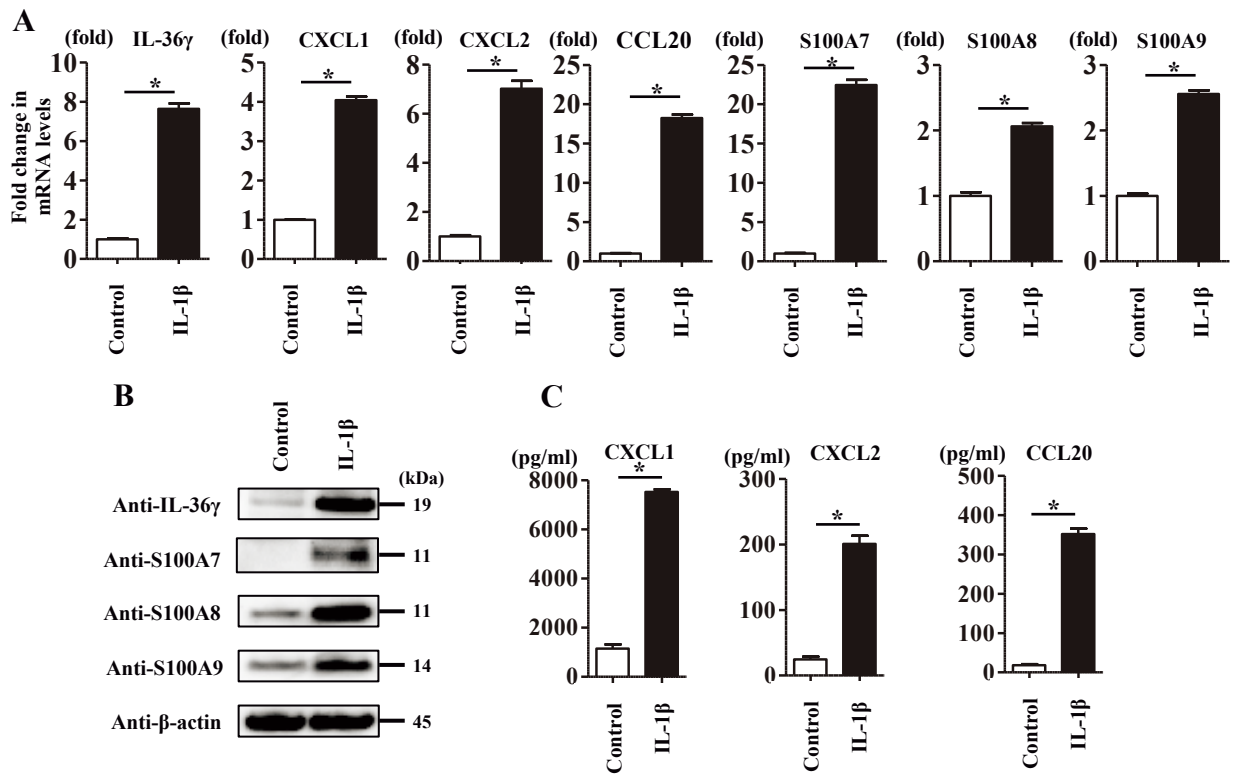 A
(fold) IL-36γ (fold) CXCL1 (fold) CXCL2 (fold) CCL20 (fold) S100A7 (fold) S100A8 (fold) S100A9
Fold change in
mRNA levels
10
8
6
4
2
0
*
Control
IL-1β
5
4
3
2
1
0
*
Control
IL-1β
8
6
4
2
0
*
Control
IL-1β
25
20
15
10
5
0
*
Control
IL-1β
25
20
15
10
5
0
*
Control
IL-1β
3
2
1
0
*
Control
IL-1β
3
2
1
0
*
Control
IL-1β
B
Control
IL-1β
(kDa)
Anti-IL-36γ 19
Anti-S100A7 11
Anti-S100A8 11
Anti-S100A9 14
Anti-β-actin 45
C
(pg/ml) CXCL1
8000
6000
4000
2000
0
*
Control
IL-1β
(pg/ml) CXCL2
300
200
100
0
*
Control
IL-1β
(pg/ml) CCL20
500
400
300
200
100
0
*
Control
IL-1β